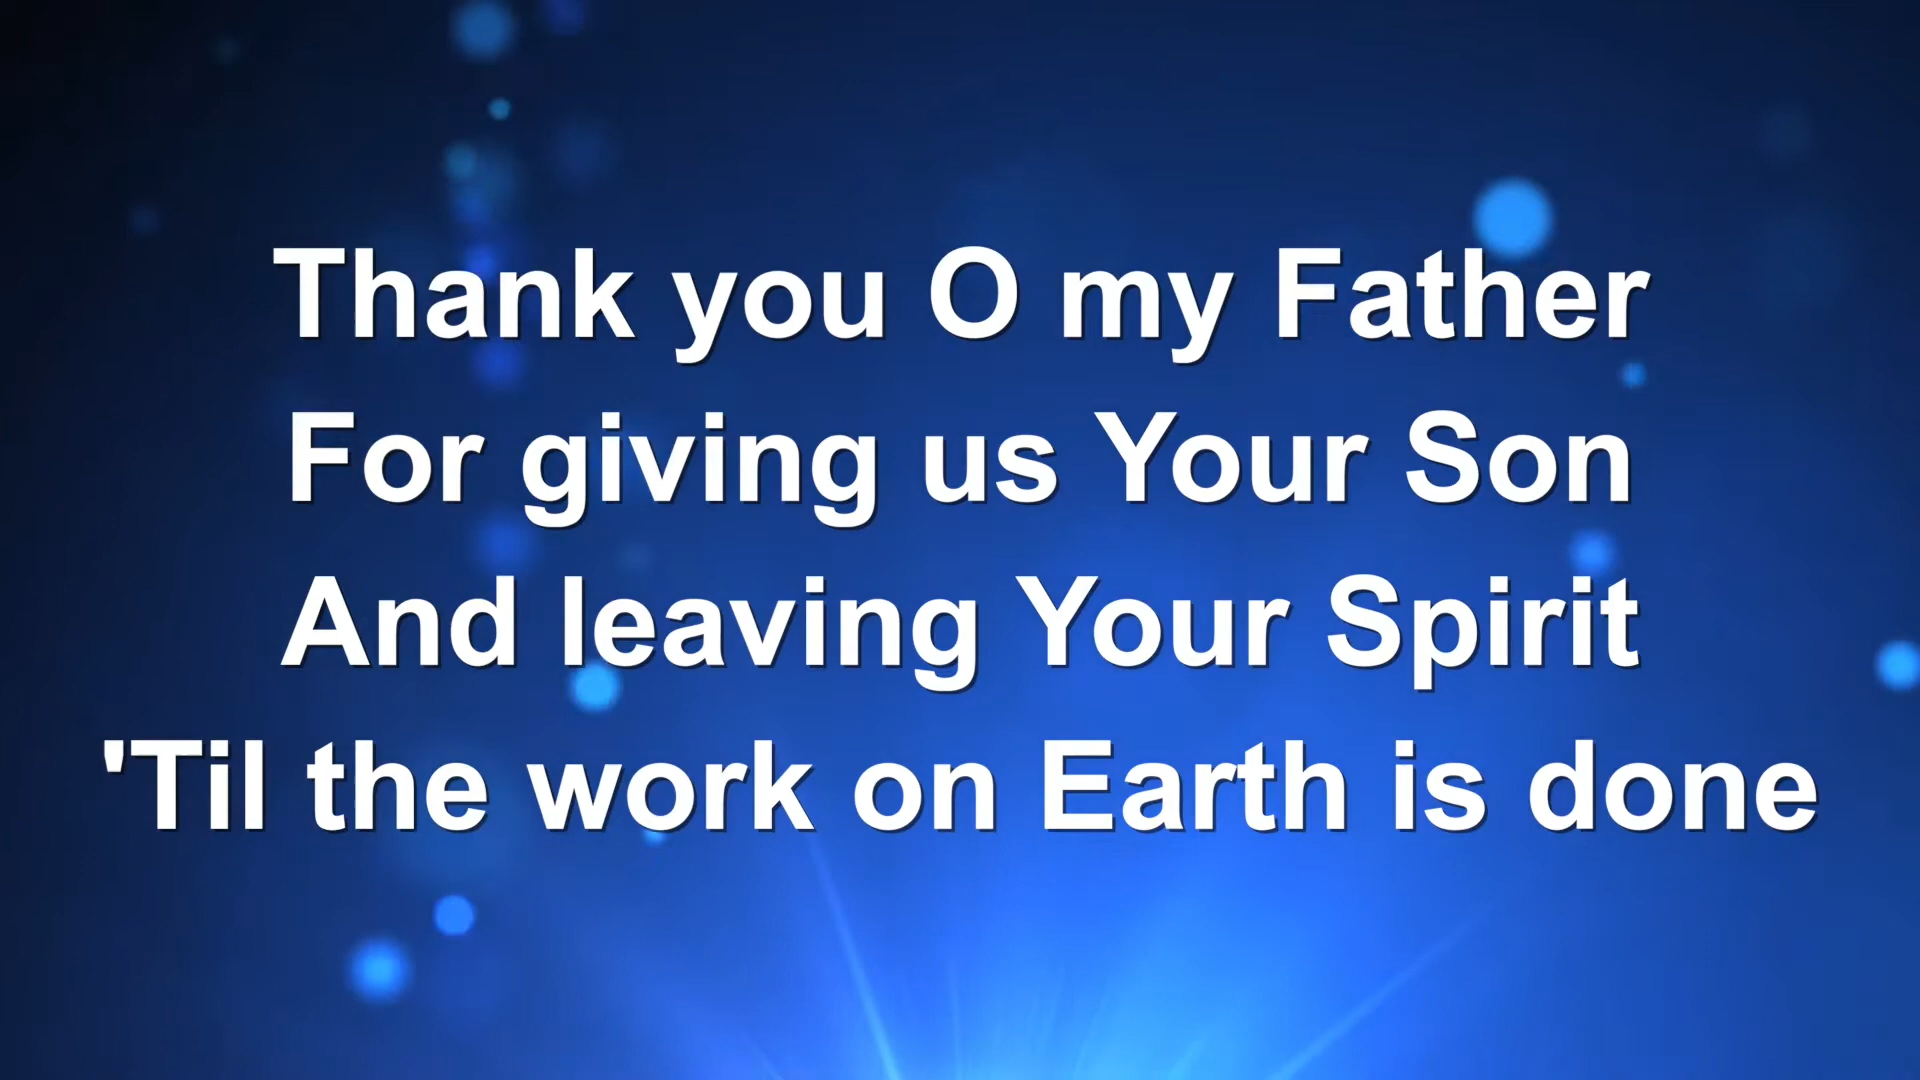 Thank you O my Father
For giving us Your Son
And leaving Your Spirit
'Til the work on Earth is done